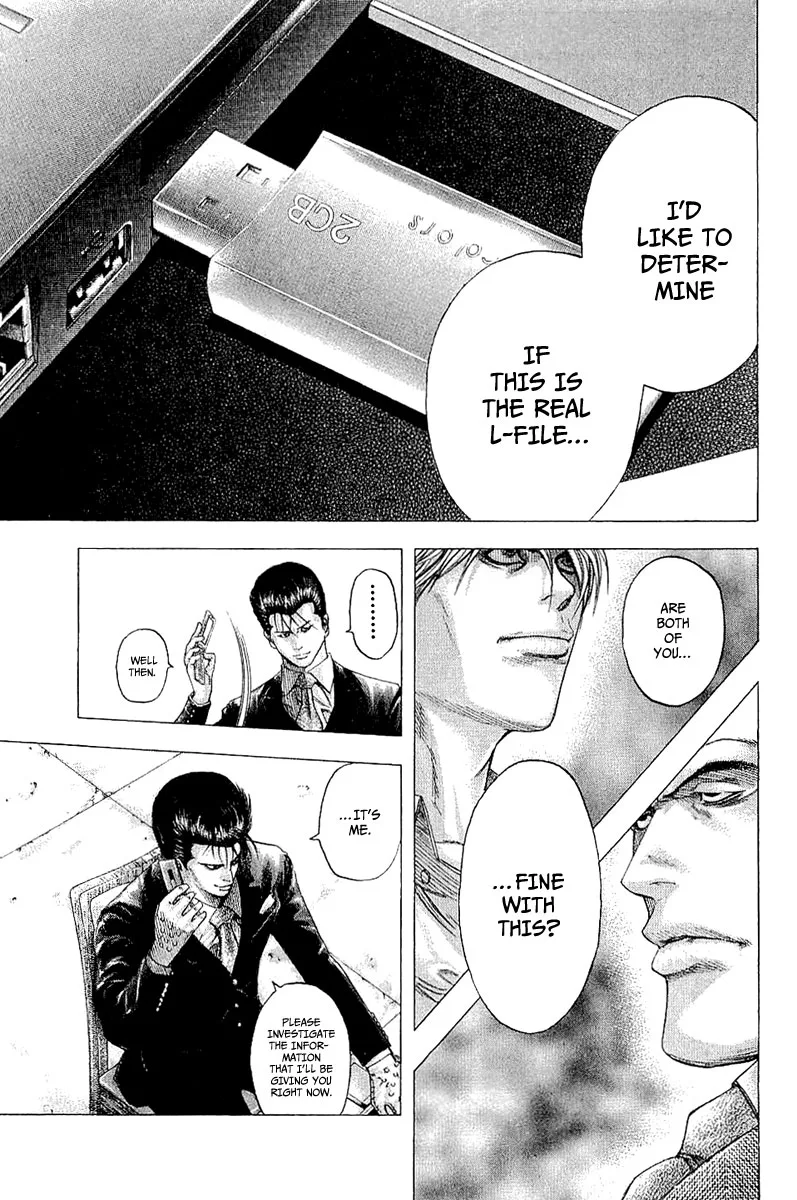 I'D
LIKE TO
DETER-
MINE
IF
THIS IS
THE REAL
L-FILE...
2GB
Colors
ARE
BOTH
OF
YOU...
...FINE
WITH
THIS?
........
WELL
THEN.
...IT'S
ME.
PLEASE
INVESTIGATE
THE INFOR-
MATION
THAT I'LL BE
GIVING YOU
RIGHT NOW.